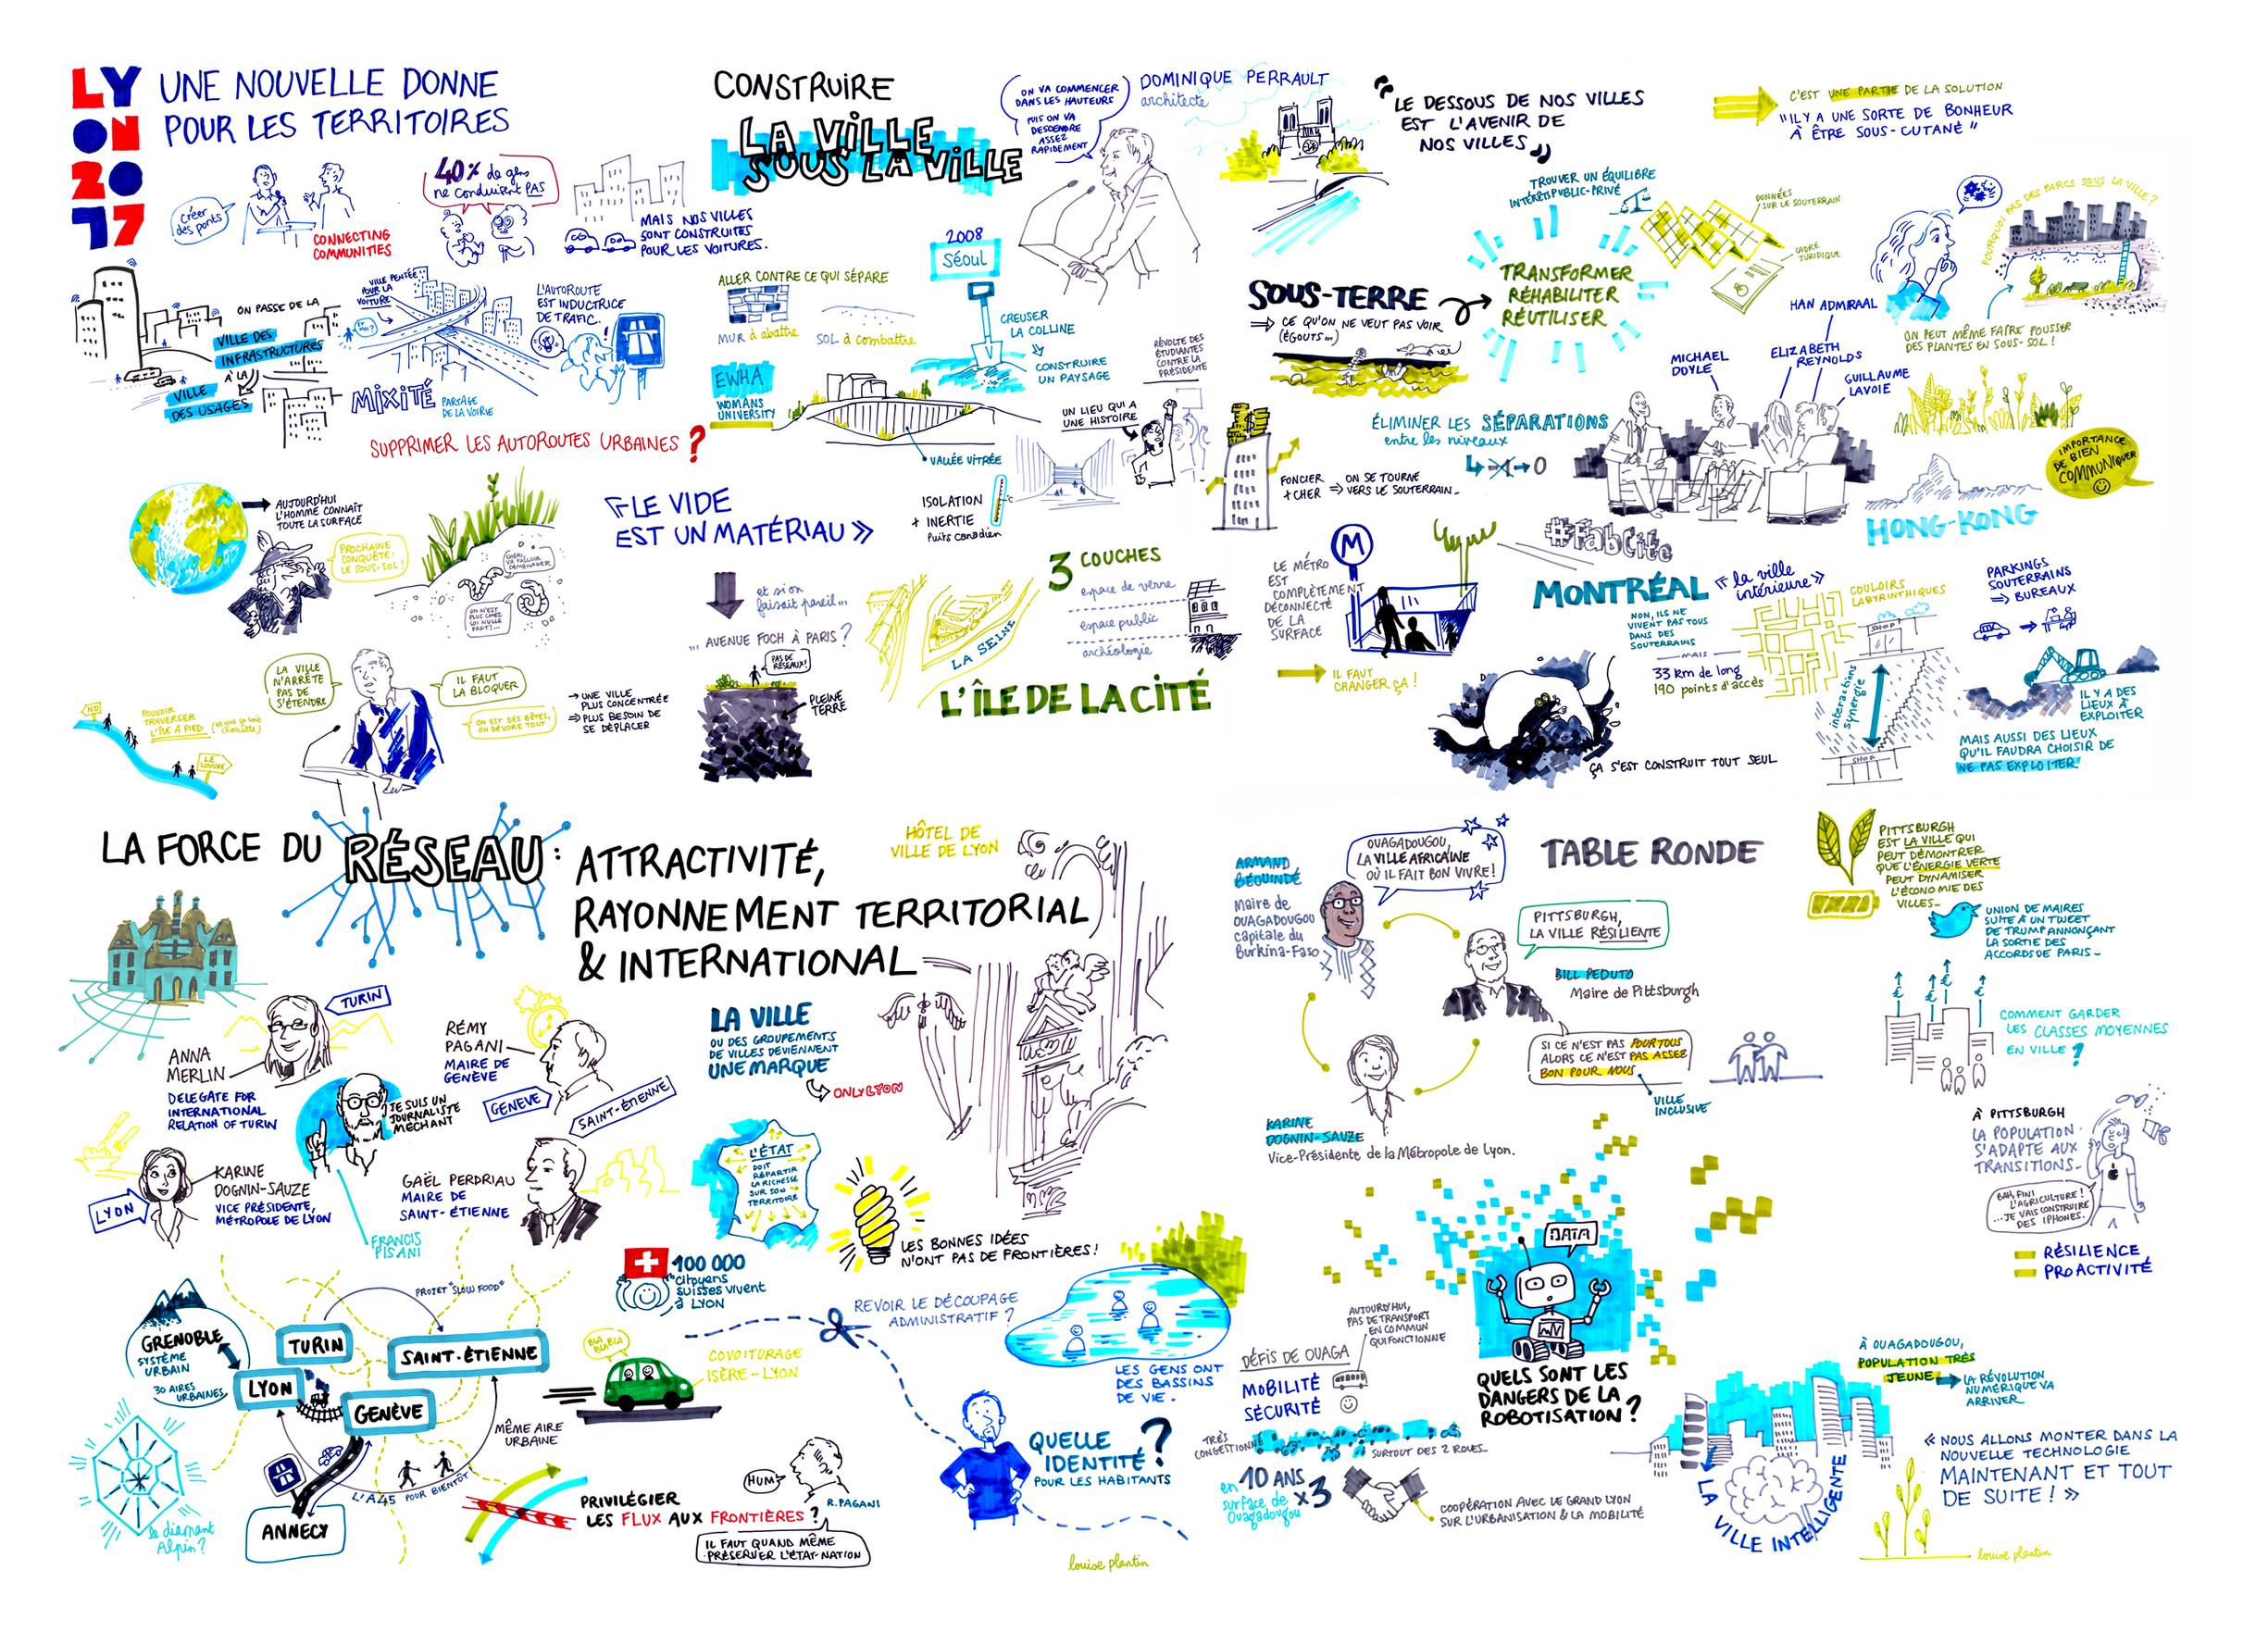 LY
ON
20
17
UNE NOUVELLE DONNE
POUR LES TERRITOIRES
Créer
des ponts
CONNECTING
COMMUNITIES
40% de gens
ne conduisent PAS
MAIS NOS VILLES
SONT CONSTRUITES
POUR LES VOITURES.
ON PASSE DE LA
VILLE DES
INFRASTRUCTURES
À LA
VILLE
DES USAGES
VILLE PENSÉE
POUR LA
VOITURE
ET MOI ?
L'AUTOROUTE
EST INDUCTRICE
DE TRAFIC.
MIXITÉ
PARTAGE
DE LA VOIRIE
SUPPRIMER LES AUTOROUTES URBAINES ?
AUJOURD'HUI
L'HOMME CONNAÎT
TOUTE LA SURFACE
PROCHAINE
CONQUÊTE :
LE SOUS-SOL !
CHÉRI,
VA FALLOIR
DÉMÉNAGER
ON N'EST
PLUS CHEZ
SOI NULLE
PART !...
LA VILLE
N'ARRÊTE
PAS DE
S'ÉTENDRE
IL FAUT
LA BLOQUER
ON EST DES BÊTES,
ON DÉVORE TOUT
→ UNE VILLE
PLUS CONCENTRÉE
⇒ PLUS BESOIN DE
SE DÉPLACER
ND
POUVOIR
TRAVERSER
L'ÎLE À PIED
LE
LOUVRE
CONSTRUIRE
LA VILLE
SOUS LA VILLE
ON VA COMMENCER
DANS LES HAUTEURS
PUIS ON VA
DESCENDRE
ASSEZ
RAPIDEMENT
DOMINIQUE PERRAULT
architecte
ALLER CONTRE CE QUI SÉPARE
MUR à abattre
SOL à combattre
2008
Séoul
CREUSER
LA COLLINE
CONSTRUIRE
UN PAYSAGE
EWHA
WOMANS
UNIVERSITY
VALLÉE VITRÉE
RÉVOLTE DES
ÉTUDIANTES
CONTRE LA
PRÉSIDENTE
UN LIEU QUI A
UNE HISTOIRE
ISOLATION
+ INERTIE
Puits canadien
°C
« LE VIDE
EST UN MATÉRIAU »
et si on
faisait pareil...
... AVENUE FOCH À PARIS ?
PAS DE
RÉSEAUX !
PLEINE
TERRE
LA SEINE
3 COUCHES
espace de verre
espace public
archéologie
L'ÎLE DE LA CITÉ
"LE DESSOUS DE NOS VILLES
EST L'AVENIR DE
NOS VILLES"
C'EST UNE PARTIE DE LA SOLUTION
"IL Y A UNE SORTE DE BONHEUR
À ÊTRE SOUS-CUTANÉ"
SOUS-TERRE
⇒ CE QU'ON NE VEUT PAS VOIR
(ÉGOUTS...)
TROUVER UN ÉQUILIBRE
INTÉRÊTS PUBLIC-PRIVÉ
TRANSFORMER
RÉHABILITER
RÉUTILISER
DONNÉES
SUR LE SOUTERRAIN
CADRE
JURIDIQUE
POURQUOI PAS DES PARCS SOUS LA VILLE ?
ON PEUT MÊME FAIRE POUSSER
DES PLANTES EN SOUS-SOL !
MICHAEL
DOYLE
HAN ADMIRAAL
ELIZABETH
REYNOLDS
GUILLAUME
LAVOIE
ÉLIMINER LES SÉPARATIONS
entre les niveaux
FONCIER
+ CHER
⇒ ON SE TOURNE
VERS LE SOUTERRAIN_
#FabCité
IMPORTANCE
DE BIEN
COMMUNIQUER
HONG-KONG
LE MÉTRO
EST
COMPLÈTEMENT
DÉCONNECTÉ
DE LA
SURFACE
M
IL FAUT
CHANGER ÇA !
MONTRÉAL
« la ville
intérieure »
NON, ILS NE
VIVENT PAS TOUS
DANS DES
SOUTERRAINS
MAIS
33 km de long
190 points d'accès
COULOIRS
LABYRINTHIQUES
PARKINGS
SOUTERRAINS
⇒ BUREAUX
SHOP
interactions
synergie
SHOP
IL Y A DES
LIEUX À
EXPLOITER
MAIS AUSSI DES LIEUX
QU'IL FAUDRA CHOISIR DE
NE PAS EXPLOITER
ÇA S'EST CONSTRUIT TOUT SEUL
LA FORCE DU RÉSEAU :
ATTRACTIVITÉ,
RAYONNEMENT TERRITORIAL
& INTERNATIONAL
HÔTEL DE
VILLE DE LYON
TURIN
ANNA
MERLIN
DELEGATE FOR
INTERNATIONAL
RELATION OF TURIN
RÉMY
PAGANI
MAIRE DE
GENÈVE
GENEVE
JE SUIS UN
JOURNALISTE
MÉCHANT
FRANCIS
PISANI
SAINT-ÉTIENNE
GAËL PERDRIAU
MAIRE DE
SAINT-ÉTIENNE
LYON
KARINE
DOGNIN-SAUZE
VICE PRÉSIDENTE,
MÉTROPOLE DE LYON
LA VILLE
OU DES GROUPEMENTS
DE VILLES DEVIENNENT
UNE MARQUE
ONLYLYON
L'ÉTAT
DOIT
RÉPARTIR
LA RICHESSE
SUR SON
TERRITOIRE
LES BONNES IDÉES
N'ONT PAS DE FRONTIÈRES !
100 000
citoyens
suisses vivent
à LYON
PROJET "SLOW FOOD"
GRENOBLE
SYSTÈME
URBAIN
30 AIRES
URBAINES
TURIN
SAINT-ÉTIENNE
LYON
GENÈVE
MÊME AIRE
URBAINE
L'A45 POUR BIENTÔT
ANNECY
le diamant
Alpin ?
BLA
BLA BLA
COVOITURAGE
ISÈRE-LYON
REVOIR LE DÉCOUPAGE
ADMINISTRATIF ?
LES GENS ONT
DES BASSINS
DE VIE.
QUELLE
IDENTITÉ ?
POUR LES HABITANTS
PRIVILÉGIER
LES FLUX AUX FRONTIÈRES ?
HUM
R. PAGANI
IL FAUT QUAND MÊME
PRÉSERVER L'ÉTAT-NATION
louise plantin
TABLE RONDE
ARMAND
BÉOUINDÉ
Maire de
OUAGADOUGOU
capitale du
Burkina-Faso
OUAGADOUGOU,
LA VILLE AFRICAINE
OÙ IL FAIT BON VIVRE !
PITTSBURGH,
LA VILLE RÉSILIENTE
BILL PEDUTO
Maire de Pittsburgh
SI CE N'EST PAS POUR TOUS
ALORS CE N'EST PAS ASSEZ
BON POUR NOUS
VILLE
INCLUSIVE
KARINE
DOGNIN-SAUZE
Vice-Présidente de la Métropole de Lyon.
PITTSBURGH
EST LA VILLE QUI
PEUT DÉMONTRER
QUE L'ÉNERGIE VERTE
PEUT DYNAMISER
L'ÉCONOMIE DES
VILLES_
UNION DE MAIRES
SUITE À UN TWEET
DE TRUMP ANNONÇANT
LA SORTIE DES
ACCORDS DE PARIS_
€
€
€
€
COMMENT GARDER
LES CLASSES MOYENNES
EN VILLE ?
À PITTSBURGH
LA POPULATION
S'ADAPTE AUX
TRANSITIONS_
BAH, FINI
L'AGRICULTURE !
...JE VAIS CONSTRUIRE
DES IPHONES.
RÉSILIENCE
PROACTIVITÉ
DATA
QUELS SONT LES
DANGERS DE LA
ROBOTISATION ?
AUJOURD'HUI,
PAS DE TRANSPORT
EN COMMUN
QUI FONCTIONNE
DÉFIS DE OUAGA
MOBILITÉ
SÉCURITÉ
TRÈS
CONGESTIONNÉ
SURTOUT DES 2 ROUES_
en 10 ANS
surface de
Ouagadougou
x3
COOPÉRATION AVEC LE GRAND LYON
SUR L'URBANISATION & LA MOBILITÉ
LA VILLE INTELLIGENTE
À OUAGADOUGOU,
POPULATION TRÈS
JEUNE
LA RÉVOLUTION
NUMÉRIQUE VA
ARRIVER
« NOUS ALLONS MONTER DANS LA
NOUVELLE TECHNOLOGIE
MAINTENANT ET TOUT
DE SUITE ! »
louise plantin